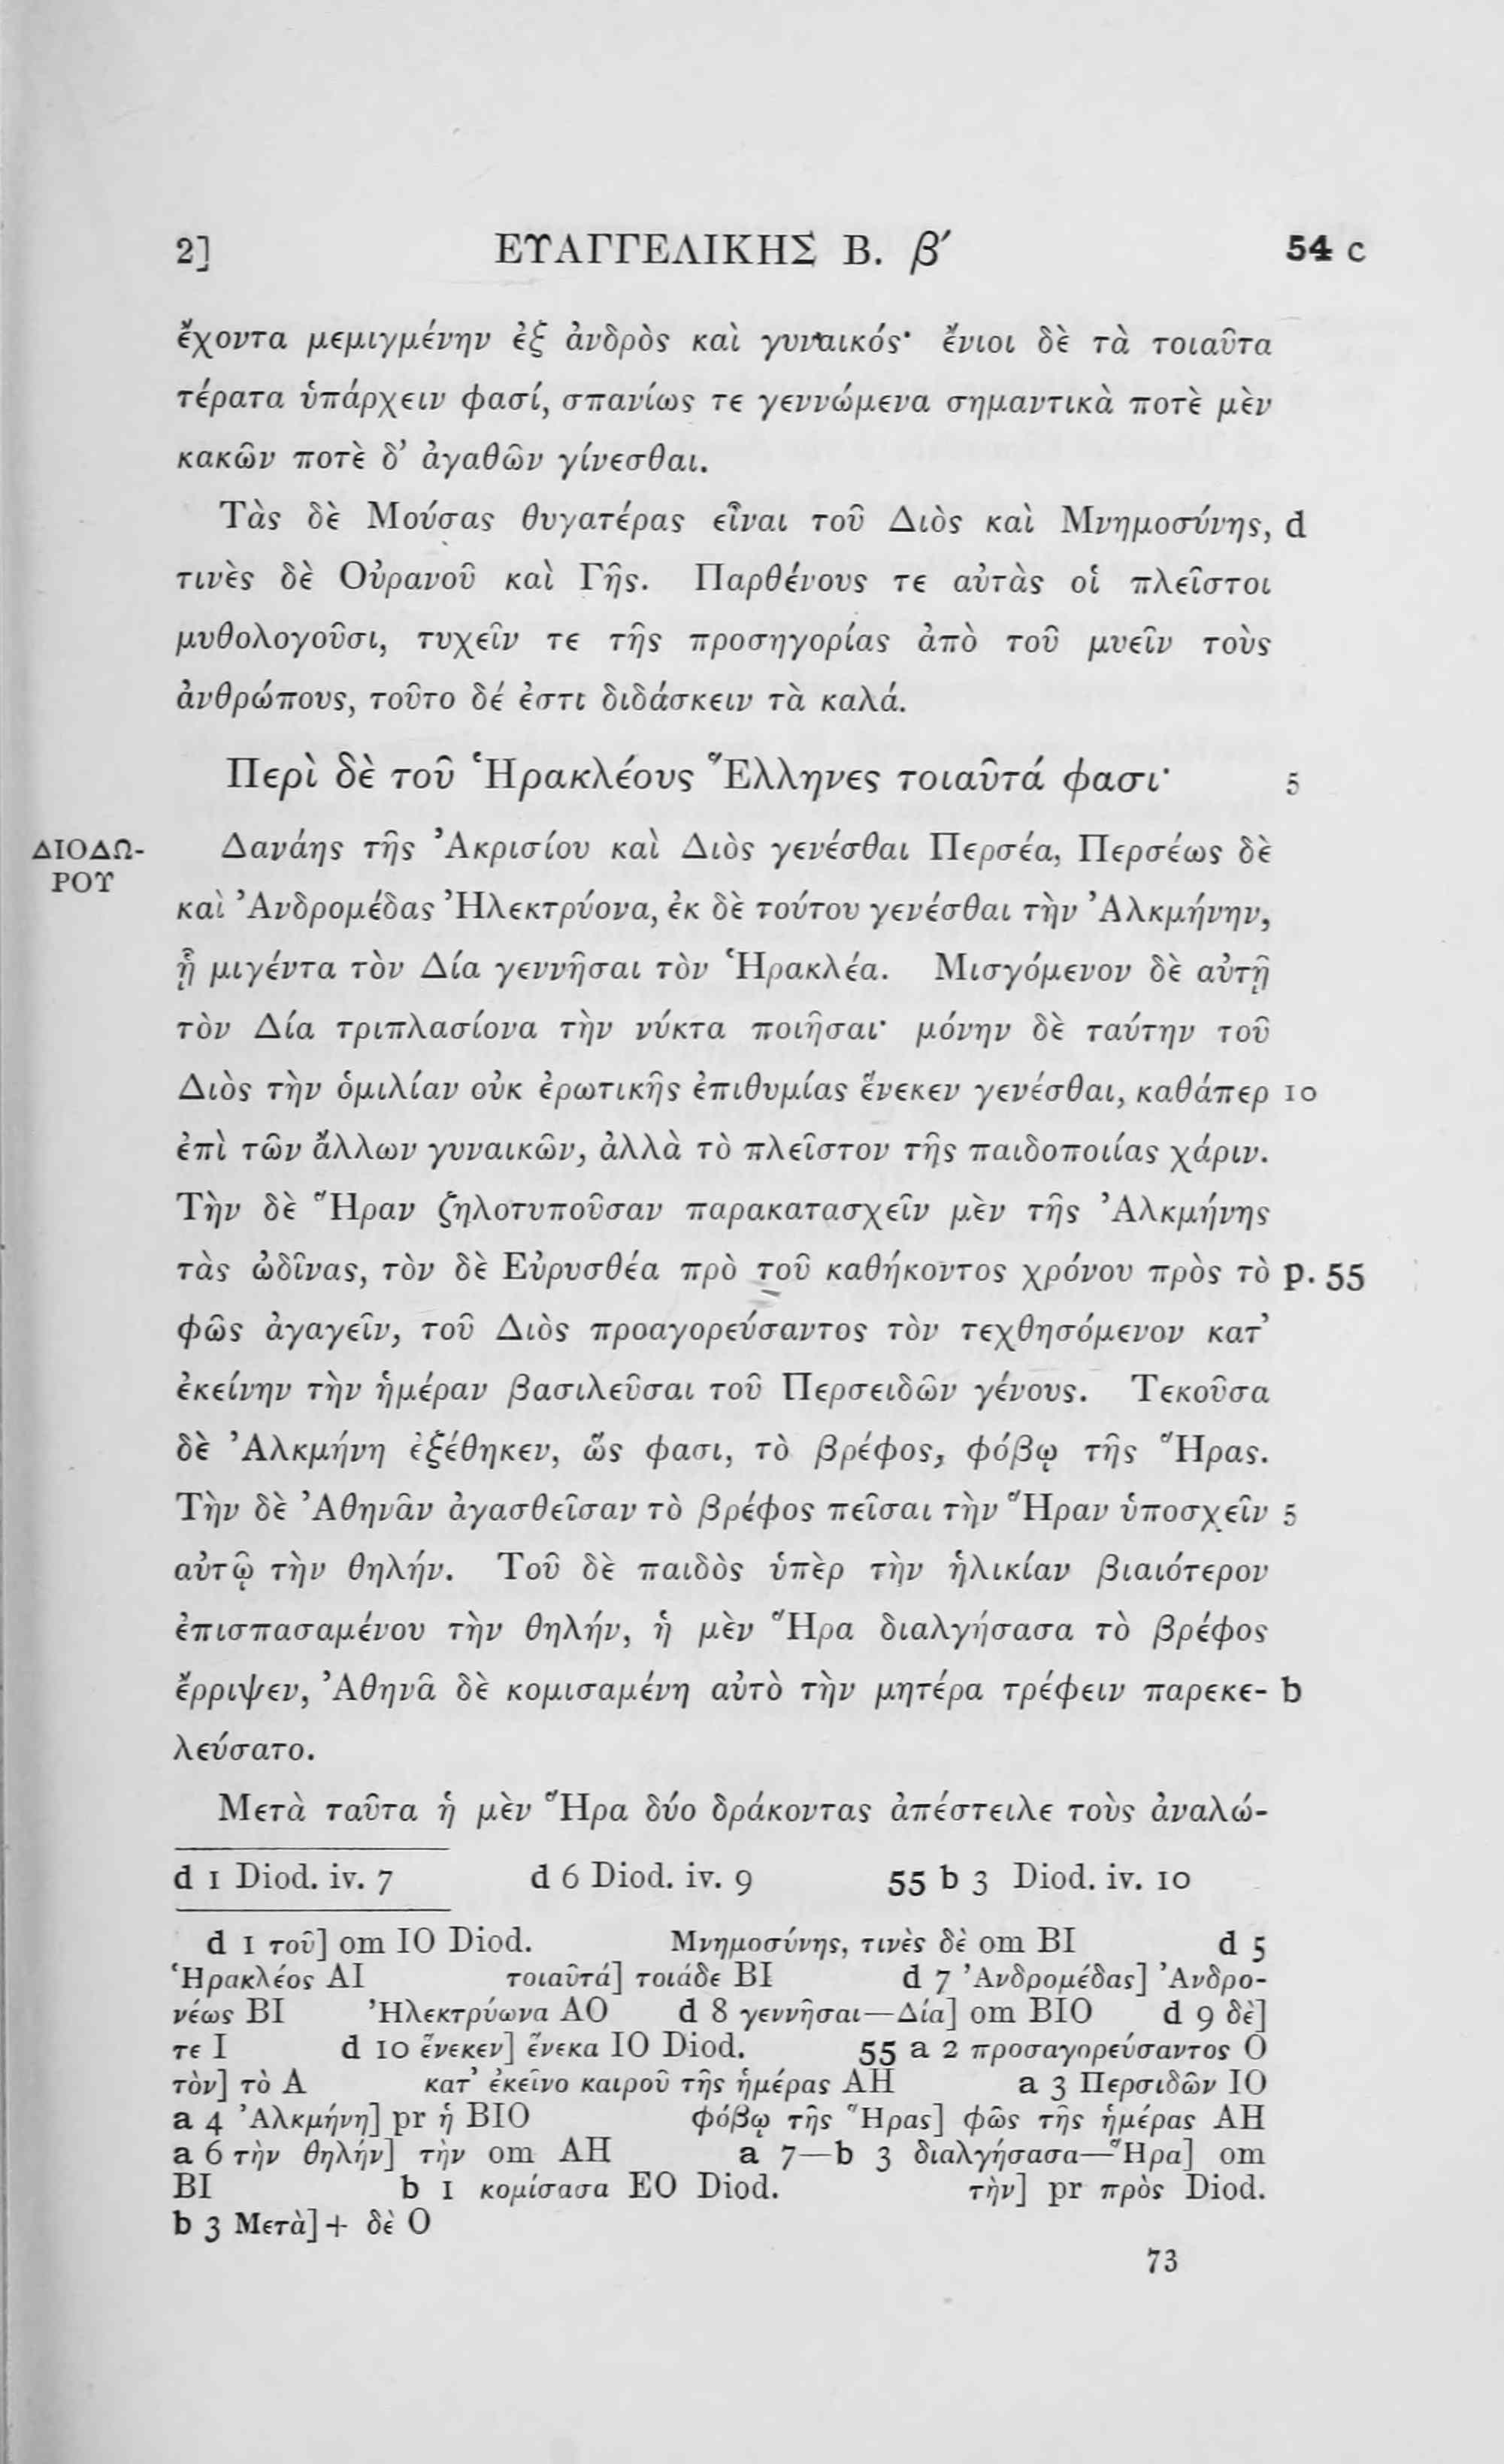 2] ΕΥΑΓΓΕΛΙΚΗΣ Β. β′ 54 c
ἔχοντα μεμιγμένην ἐξ ἀνδρὸς καὶ γυναικός· ἔνιοι δὲ τὰ τοιαῦτα
τέρατα ὑπάρχειν φασί, σπανίως τε γεννώμενα σημαντικὰ ποτὲ μὲν
κακῶν ποτὲ δ’ ἀγαθῶν γίνεσθαι.
Τὰς δὲ Μούσας θυγατέρας εἶναι τοῦ Διὸς καὶ Μνημοσύνης, d
τινὲς δὲ Οὐρανοῦ καὶ Γῆς. Παρθένους τε αὐτὰς οἱ πλεῖστοι
μυθολογοῦσι, τυχεῖν τε τῆς προσηγορίας ἀπὸ τοῦ μυεῖν τοὺς
ἀνθρώπους, τοῦτο δέ ἐστι διδάσκειν τὰ καλά.
Περὶ δὲ τοῦ Ἡρακλέους Ἕλληνες τοιαῦτά φασι· 5
ΔΙΟΔΩ- Δανάης τῆς Ἀκρισίου καὶ Διὸς γενέσθαι Περσέα, Περσέως δὲ
ΡΟΥ
καὶ Ἀνδρομέδας Ἠλεκτρύονα, ἐκ δὲ τούτου γενέσθαι τὴν Ἀλκμήνην,
ᾗ μιγέντα τὸν Δία γεννῆσαι τὸν Ἡρακλέα. Μισγόμενον δὲ αὐτῇ
τὸν Δία τριπλασίονα τὴν νύκτα ποιῆσαι· μόνην δὲ ταύτην τοῦ
Διὸς τὴν ὁμιλίαν οὐκ ἐρωτικῆς ἐπιθυμίας ἕνεκεν γενέσθαι, καθάπερ 10
ἐπὶ τῶν ἄλλων γυναικῶν, ἀλλὰ τὸ πλεῖστον τῆς παιδοποιίας χάριν.
Τὴν δὲ Ἥραν ζηλοτυποῦσαν παρακατασχεῖν μὲν τῆς Ἀλκμήνης
τὰς ὠδῖνας, τὸν δὲ Εὐρυσθέα πρὸ τοῦ καθήκοντος χρόνου πρὸς τὸ p. 55
φῶς ἀγαγεῖν, τοῦ Διὸς προαγορεύσαντος τὸν τεχθησόμενον κατ’
ἐκείνην τὴν ἡμέραν βασιλεῦσαι τοῦ Περσειδῶν γένους. Τεκοῦσα
δὲ Ἀλκμήνη ἐξέθηκεν, ὥς φασι, τὸ βρέφος, φόβῳ τῆς Ἥρας.
Τὴν δὲ Ἀθηνᾶν ἀγασθεῖσαν τὸ βρέφος πεῖσαι τὴν Ἥραν ὑποσχεῖν 5
αὐτῷ τὴν θηλήν. Τοῦ δὲ παιδὸς ὑπὲρ τὴν ἡλικίαν βιαιότερον
ἐπισπασαμένου τὴν θηλήν, ἡ μὲν Ἥρα διαλγήσασα τὸ βρέφος
ἔρριψεν, Ἀθηνᾶ δὲ κομισαμένη αὐτὸ τὴν μητέρα τρέφειν παρεκε- b
λεύσατο.
Μετὰ ταῦτα ἡ μὲν Ἥρα δύο δράκοντας ἀπέστειλε τοὺς ἀναλώ-
d 1 Diod. iv. 7 d 6 Diod. iv. 9 55 b 3 Diod. iv. 10
d 1 τοῦ] om IO Diod. Μνημοσύνης, τινὲς δὲ om BI d 5
Ἡρακλέος AI τοιαῦτά] τοιάδε BI d 7 Ἀνδρομέδας] Ἀνδρο-
νέως BI Ἠλεκτρύωνα AO d 8 γεννῆσαι—Δία] om BIO d 9 δὲ]
τε I d 10 ἕνεκεν] ἕνεκα IO Diod. 55 a 2 προσαγορεύσαντος O
τὸν] τὸ A κατ’ ἐκεῖνο καιροῦ τῆς ἡμέρας AH a 3 Περσιδῶν IO
a 4 Ἀλκμήνη] pr ἡ BIO φόβῳ τῆς Ἥρας] φῶς τῆς ἡμέρας AH
a 6 τὴν θηλήν] τὴν om AH a 7—b 3 διαλγήσασα—Ἥρα] om
BI b 1 κομίσασα EO Diod. τὴν] pr πρὸς Diod.
b 3 Μετὰ]+ δὲ O
73